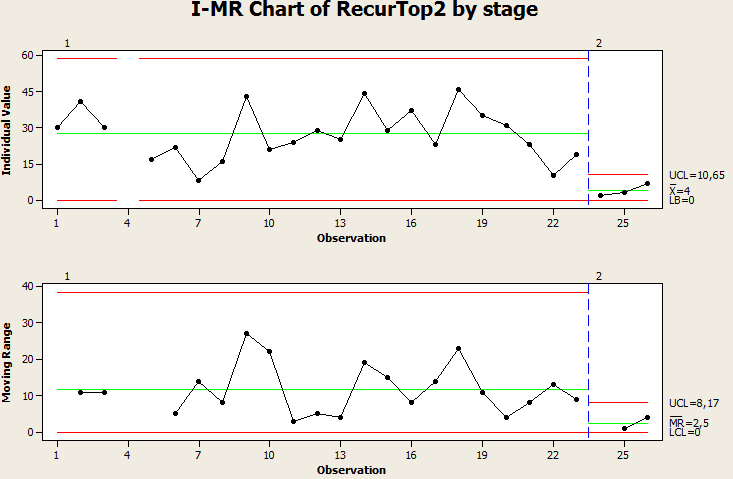 I-MR Chart of RecurTop2 by stage
1 2
60
45
30
15
0
Individual Value
UCL=10,65
X̅=4
LB=0
1 4 7 10 13 16 19 22 25
Observation
1 2
40
30
20
10
0
Moving Range
UCL=8,17
M̅R̅=2,5
LCL=0
1 4 7 10 13 16 19 22 25
Observation